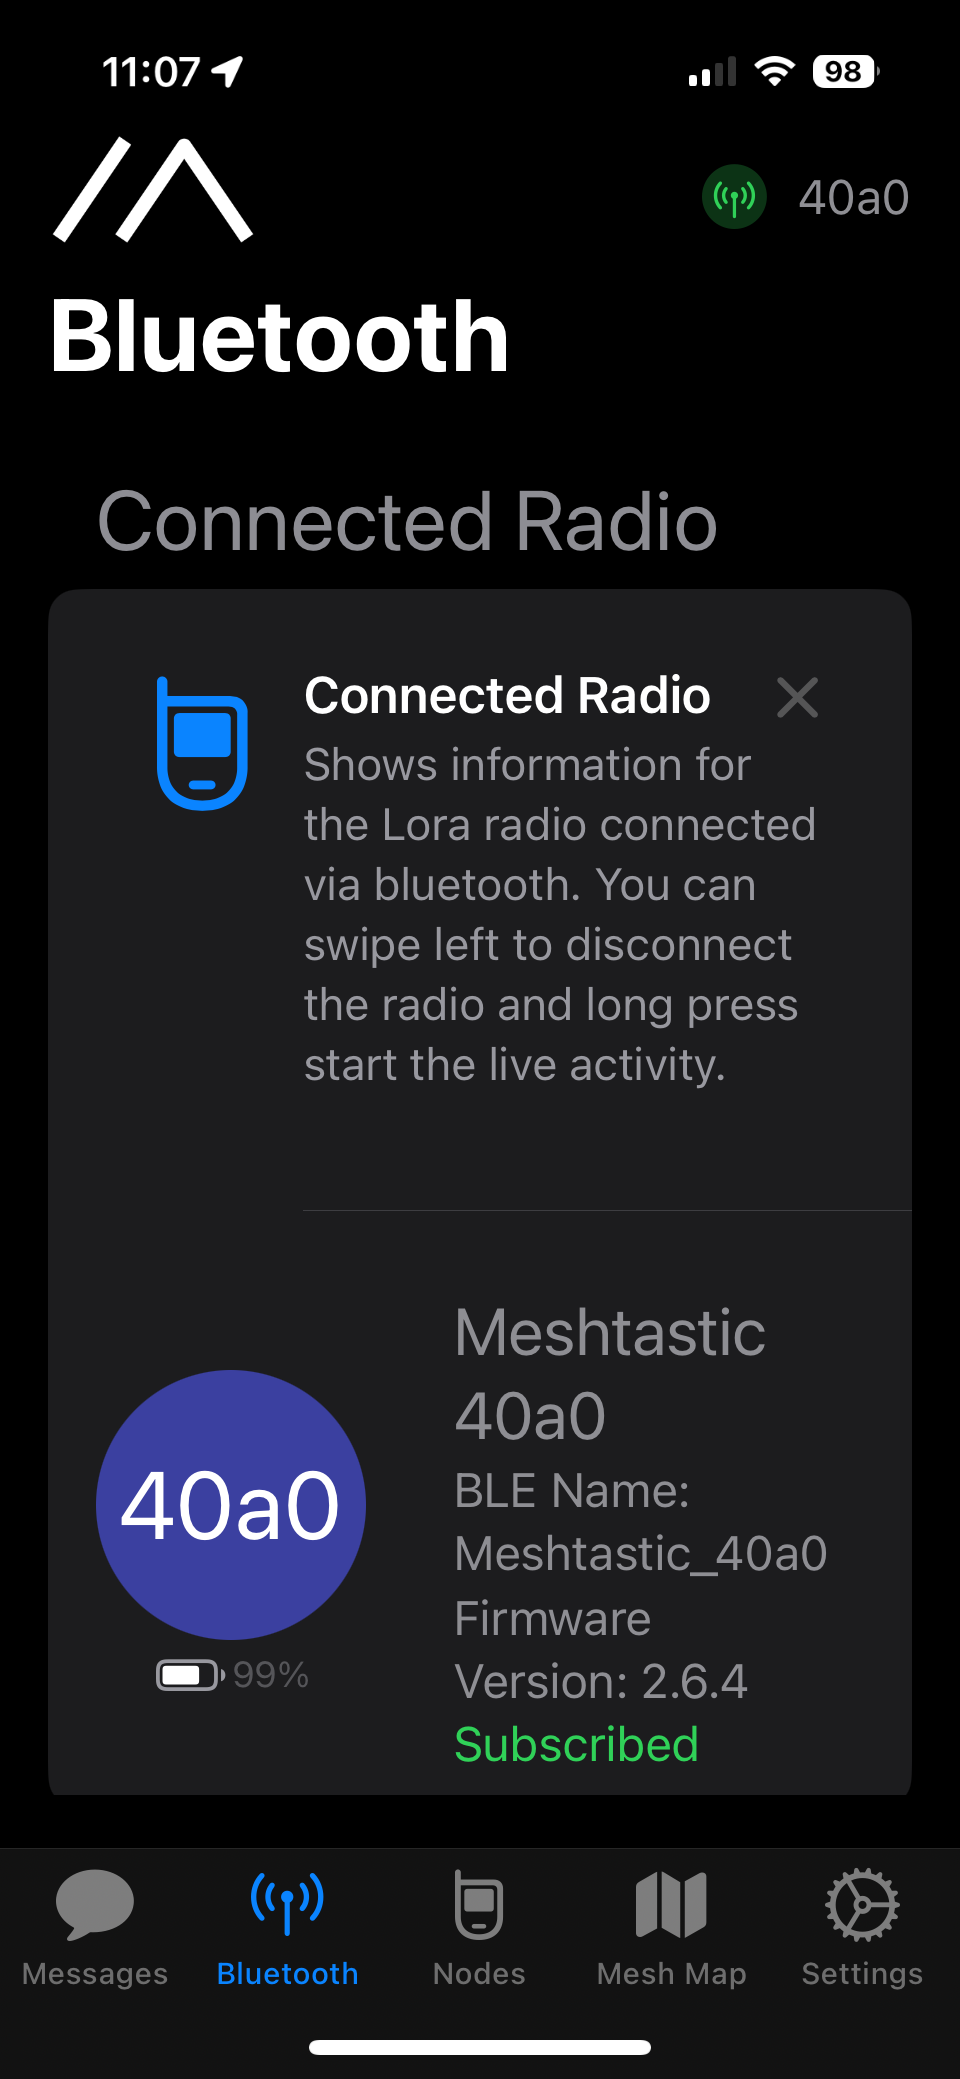 11:07
98
40a0
Bluetooth
Connected Radio
Connected Radio
Shows information for
the Lora radio connected
via bluetooth. You can
swipe left to disconnect
the radio and long press
start the live activity.
Meshtastic
40a0
40a0
BLE Name:
Meshtastic_40a0
Firmware
Version: 2.6.4
99%
Subscribed
Messages
Bluetooth
Nodes
Mesh Map
Settings